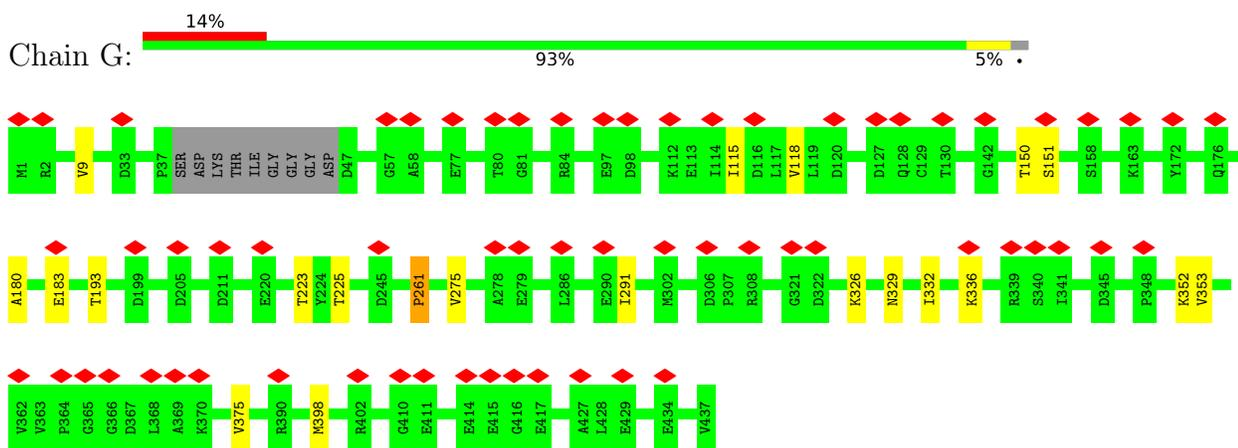 14%
Chain G:
93% 5% •
M1 R2 V9 D33 P37 SER ASP LYS THR ILE GLY GLY GLY ASP D47 G57 A58 E77 T80 G81 R84 E97 D98 K112 E113 I114 I115 D116 L117 V118 L119 D120 D127 Q128 C129 T130 G142 T150 S151 S158 K163 Y172 Q176
A180 E183 T193 D199 D205 D211 E220 T223 Y224 T225 D245 P261 V275 A278 E279 L286 E290 I291 M302 D306 P307 R308 G321 D322 K326 N329 I332 K336 R339 S340 I341 D345 P348 K352 V353
V362 V363 P364 G365 G366 D367 L368 A369 K370 V375 R390 M398 R402 G410 E411 E414 E415 G416 E417 A427 L428 E429 E434 V437